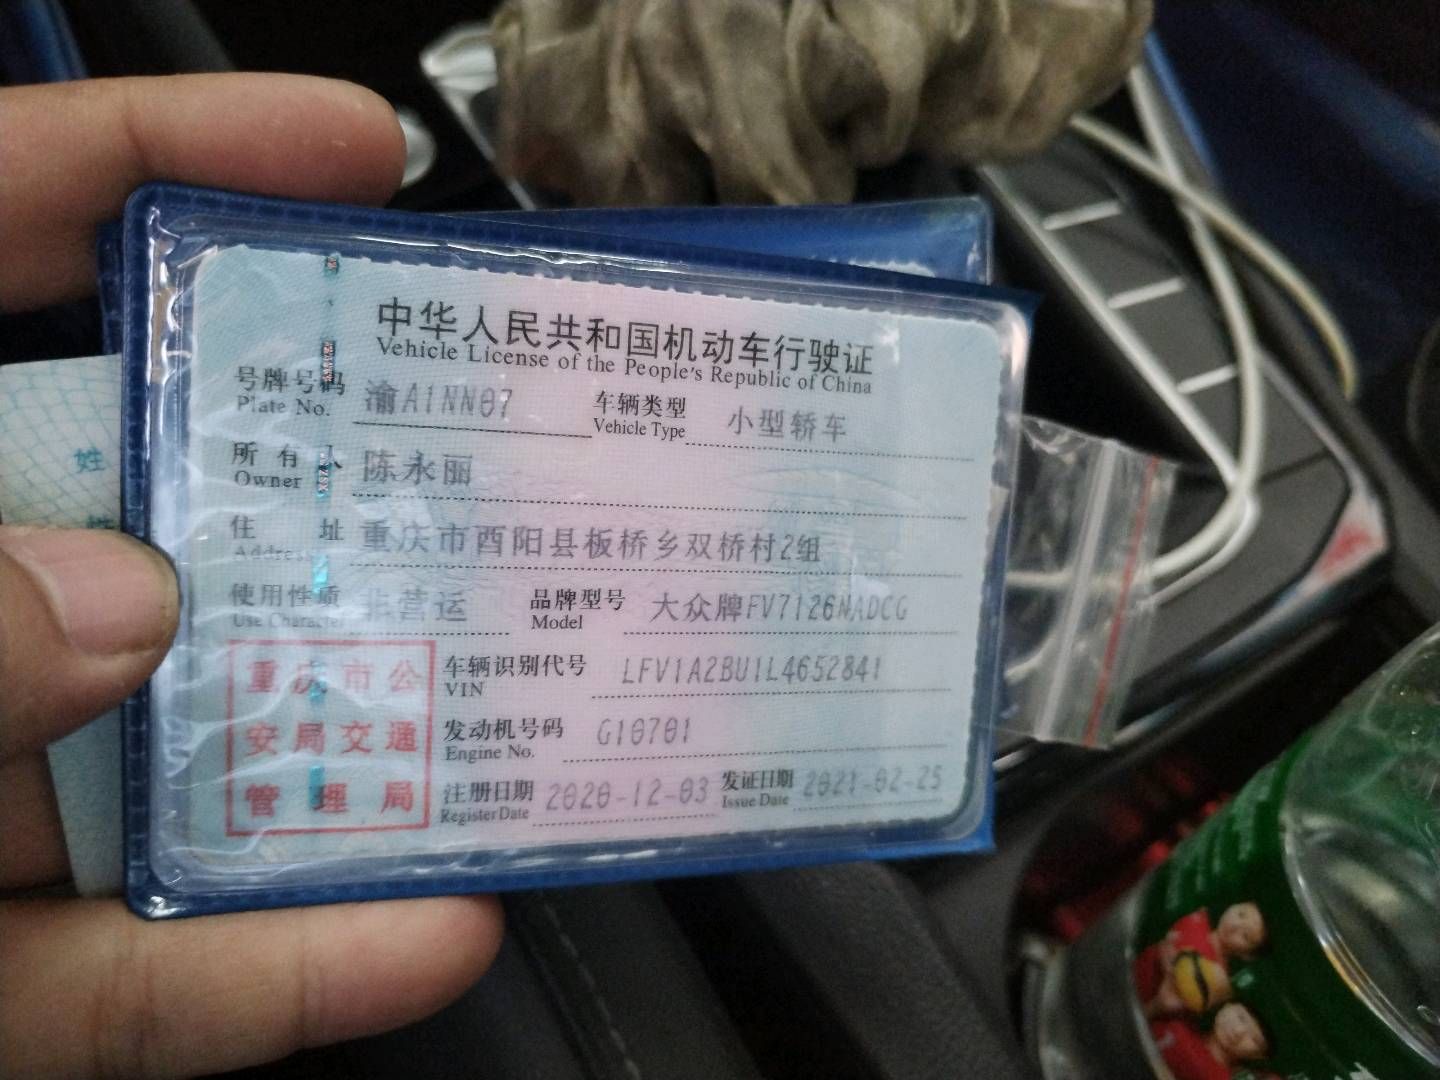 中华人民共和国机动车行驶证
Vehicle License of the People's Republic of China
号牌号码 渝A1NN07 车辆类型 小型轿车
Plate No. Vehicle Type
所有人 陈永丽
Owner
住址 重庆市酉阳县板桥乡双桥村2组
Address
使用性质 非营运 品牌型号 大众牌FV7126NADCG
Use Character Model
重庆市公
安局交通
管理局
车辆识别代号 LFV1A2BU1L4652841
VIN
发动机号码 G10701
Engine No.
注册日期 2020-12-03 发证日期 2021-02-25
Register Date Issue Date
姓